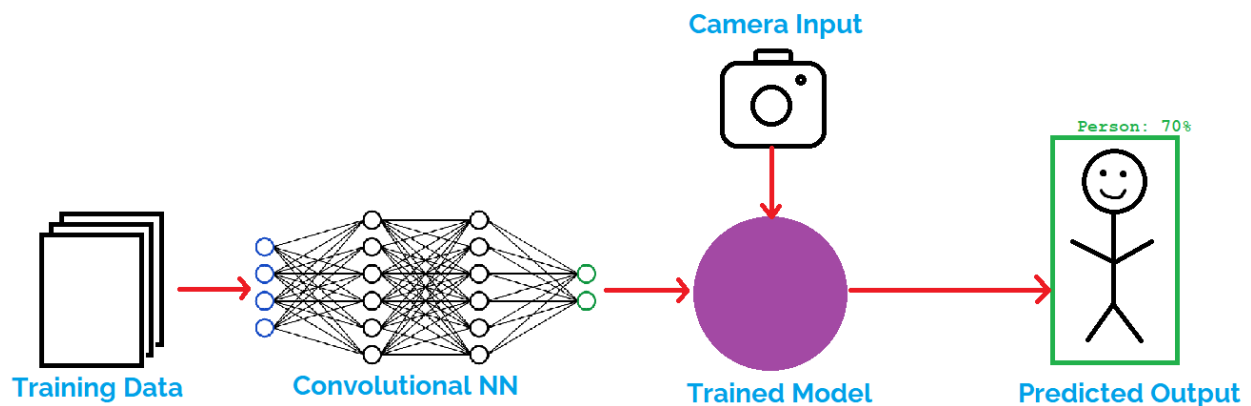 Camera Input
Person: 70%
Training Data
Convolutional NN
Trained Model
Predicted Output